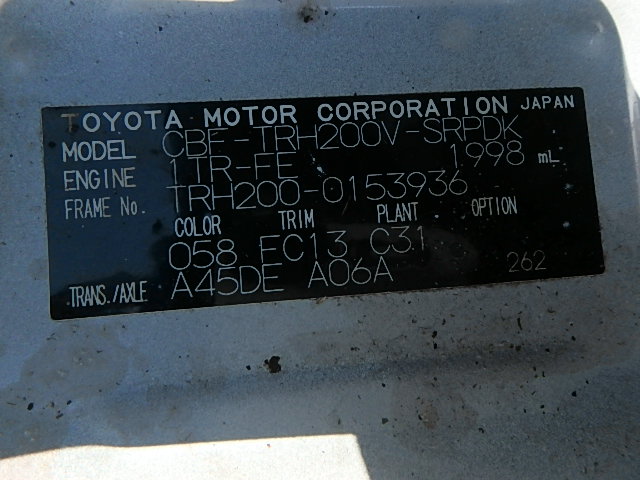 TOYOTA MOTOR CORPORATION JAPAN
MODEL CBF-TRH200V-SRPDK
ENGINE 1TR-FE 1998 mL
FRAME No. TRH200-0153936
COLOR TRIM PLANT OPTION
058 FC13 C31
TRANS./AXLE A45DE A06A 262